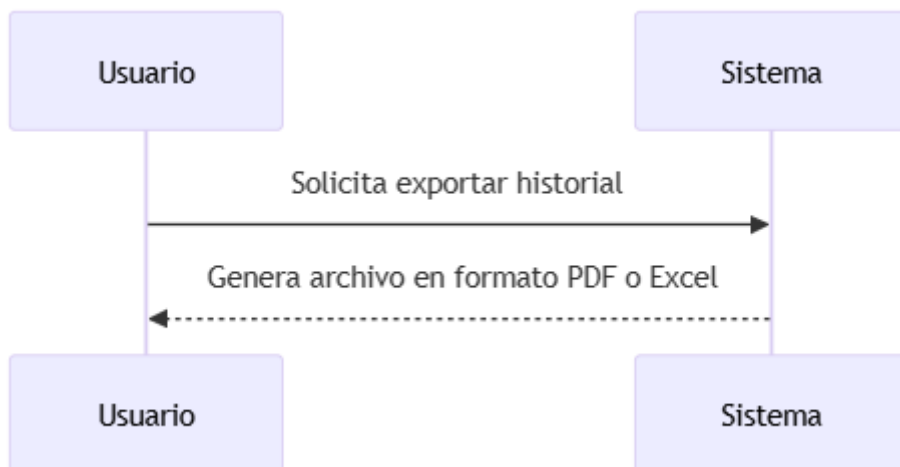 Usuario
Sistema
Solicita exportar historial
Genera archivo en formato PDF o Excel
Usuario
Sistema